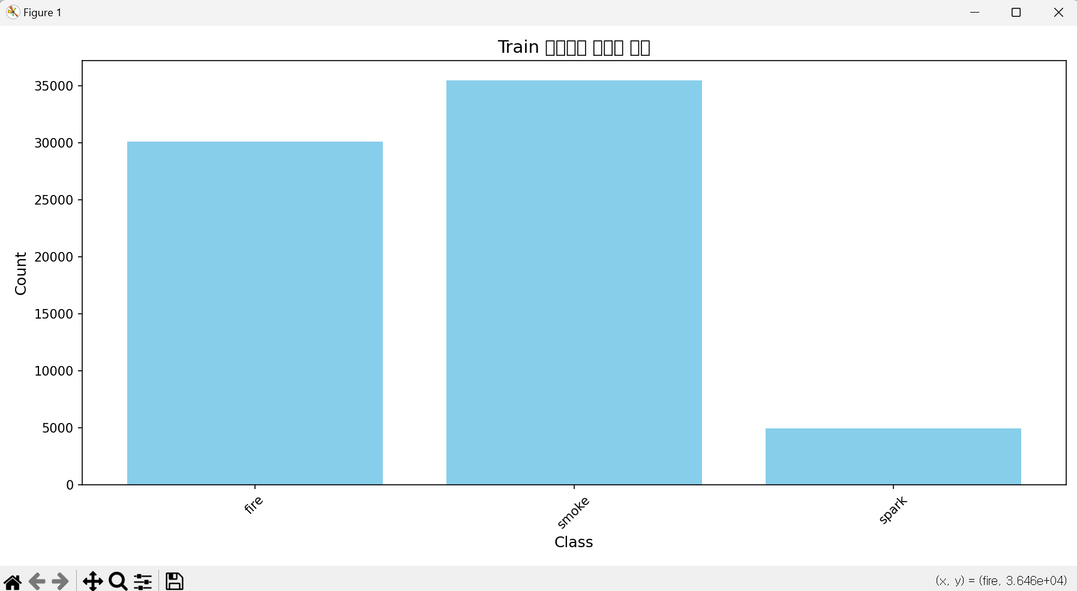 Figure 1
Train
35000
30000
25000
20000
15000
10000
5000
0
Count
fire
smoke
spark
Class
(x, y) = (fire, 3.646e+04)